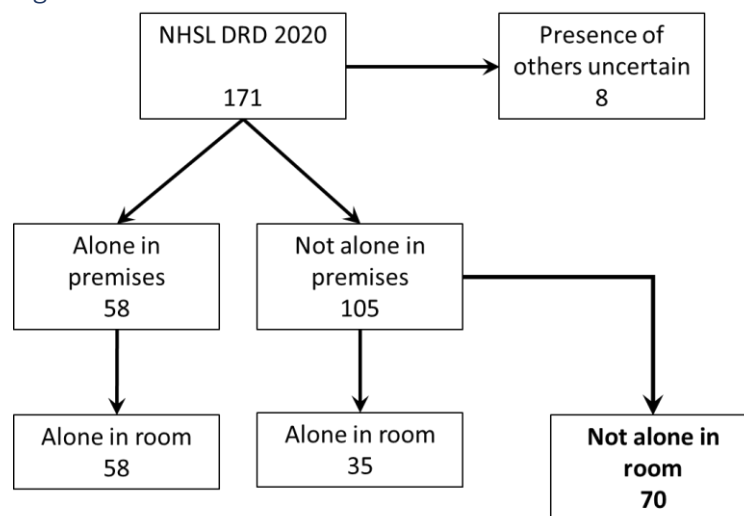 NHSL DRD 2020
171
Presence of
others uncertain
8
Alone in
premises
58
Not alone in
premises
105
Alone in room
58
Alone in room
35
Not alone in
room
70